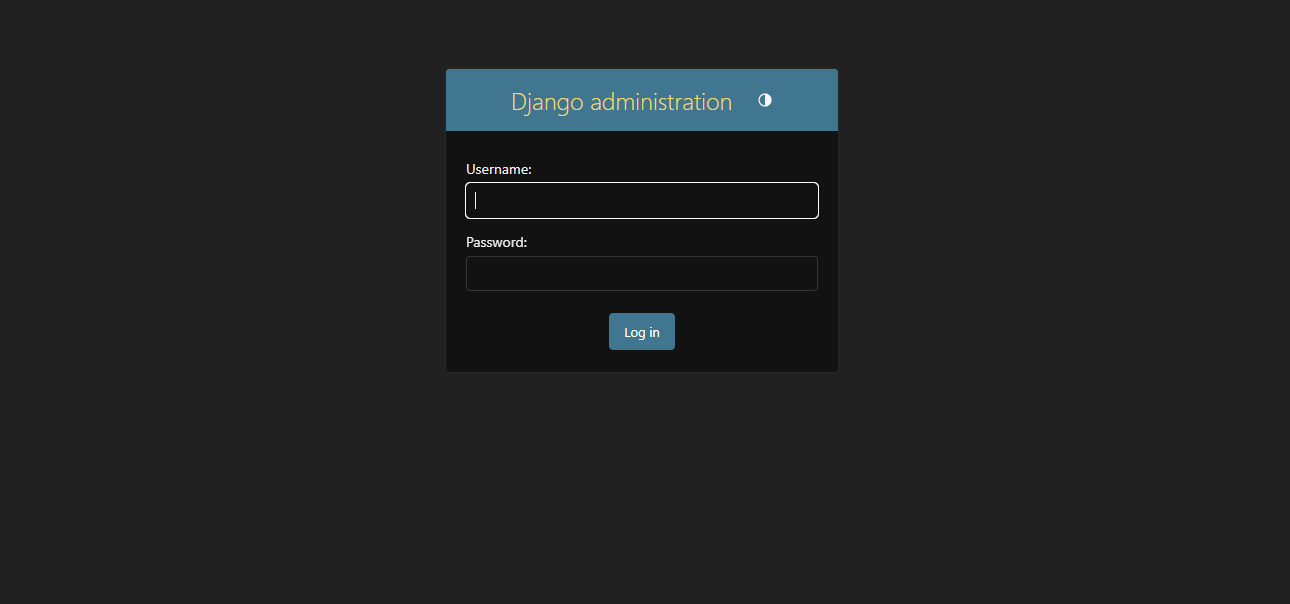 Django administration
Username:
Password:
Log in